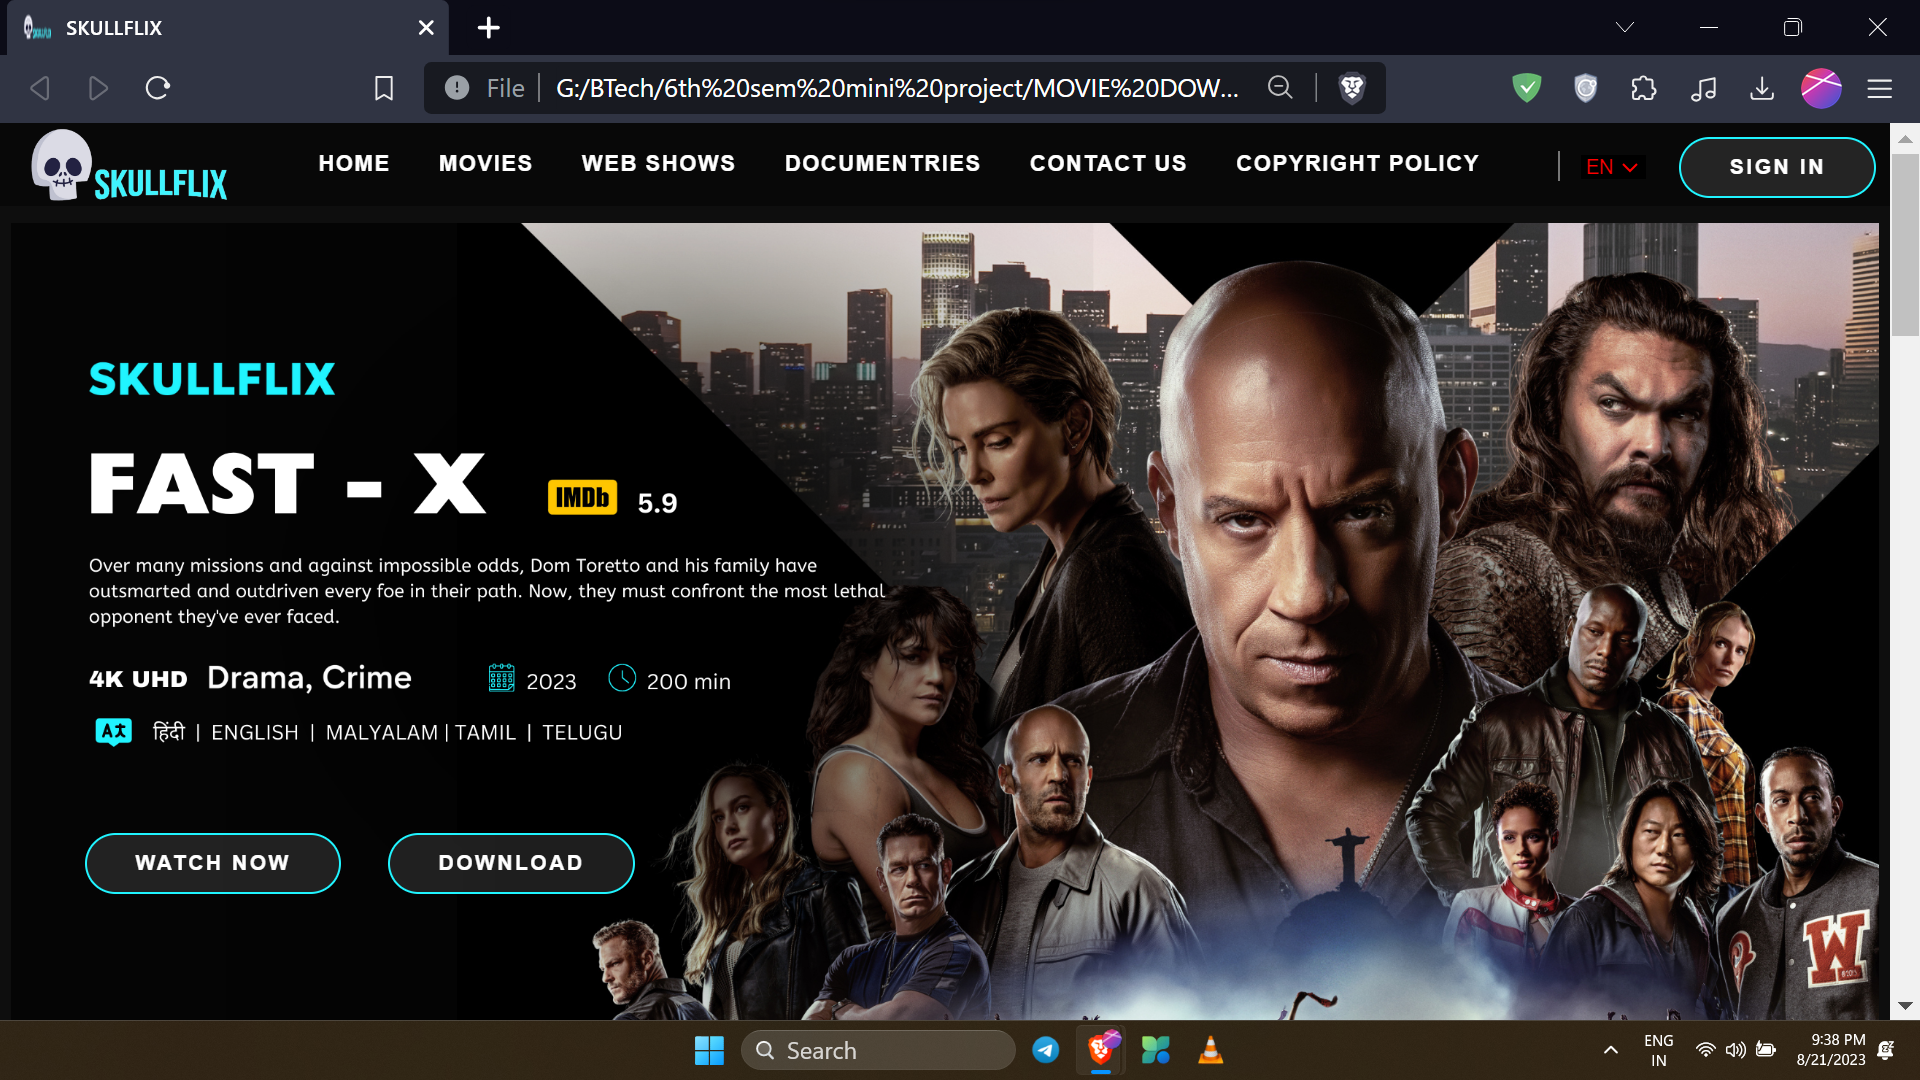 SKULLFLIX
File G:/BTech/6th%20sem%20mini%20project/MOVIE%20DOW...
SKULLFLIX
HOME MOVIES WEB SHOWS DOCUMENTRIES CONTACT US COPYRIGHT POLICY EN SIGN IN
SKULLFLIX
FAST - X IMDb 5.9
Over many missions and against impossible odds, Dom Toretto and his family have
outsmarted and outdriven every foe in their path. Now, they must confront the most lethal
opponent they've ever faced.
4K UHD Drama, Crime 2023 200 min
हिंदी | ENGLISH | MALYALAM | TAMIL | TELUGU
WATCH NOW DOWNLOAD
W
Search
ENG
IN
9:38 PM
8/21/2023